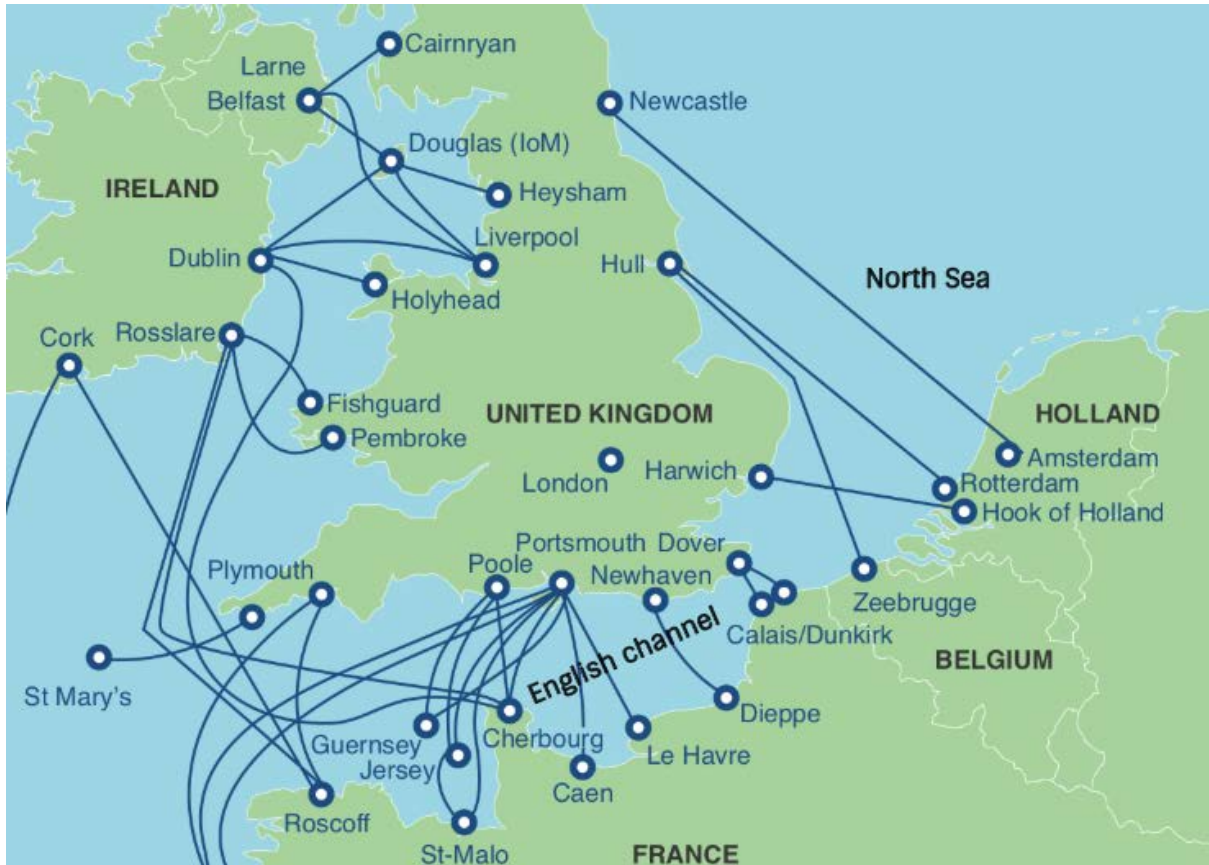 Cairnryan
Larne
Belfast
Newcastle
Douglas (IoM)
IRELAND
Heysham
Liverpool
Dublin
Hull
North Sea
Holyhead
Cork
Rosslare
Fishguard
UNITED KINGDOM
HOLLAND
Pembroke
Amsterdam
London
Harwich
Rotterdam
Hook of Holland
Portsmouth Dover
Poole
Newhaven
Plymouth
Zeebrugge
Calais/Dunkirk
English channel
BELGIUM
St Mary's
Dieppe
Guernsey
Cherbourg
Le Havre
Jersey
Caen
Roscoff
St-Malo
FRANCE